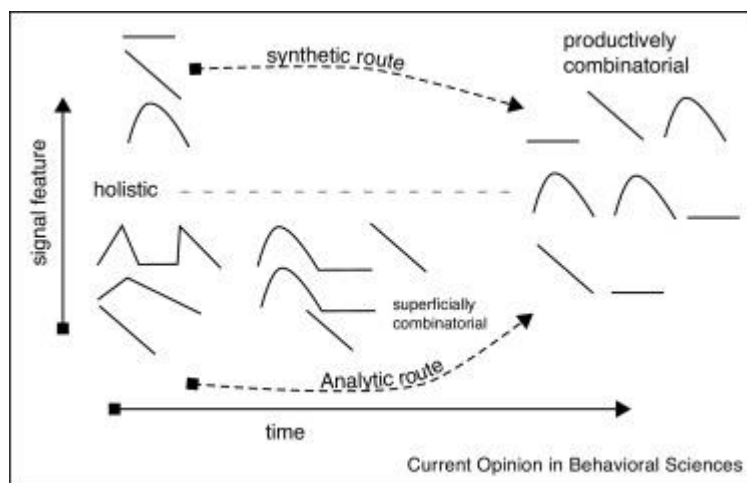 synthetic route
productively
combinatorial
signal feature
holistic
superficially
combinatorial
Analytic route
time
Current Opinion in Behavioral Sciences